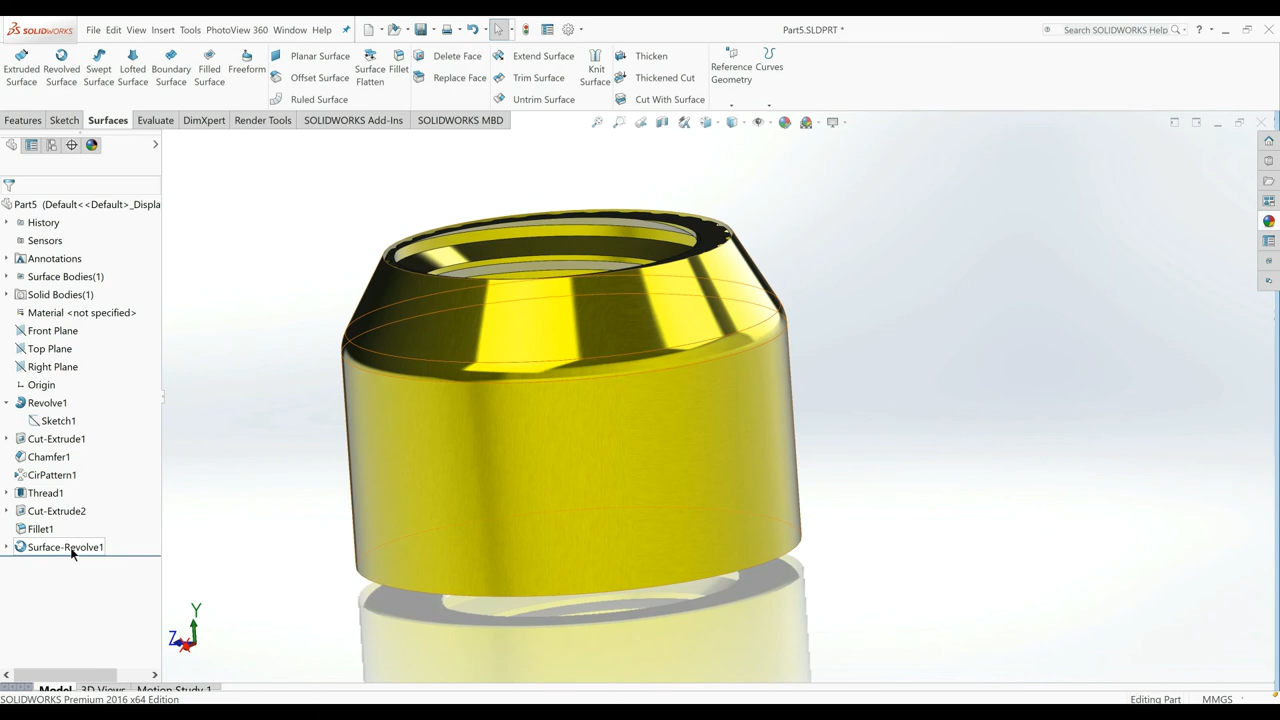 SOLIDWORKS
File Edit View Insert Tools PhotoView 360 Window Help
Part5.SLDPRT *
Search SOLIDWORKS Help
Extruded Surface
Revolved Surface
Swept Surface
Lofted Surface
Boundary Surface
Filled Surface
Freeform
Planar Surface
Offset Surface
Ruled Surface
Surface Flatten
Fillet
Delete Face
Replace Face
Extend Surface
Trim Surface
Untrim Surface
Knit Surface
Thicken
Thickened Cut
Cut With Surface
Reference Geometry
Curves
Features Sketch Surfaces Evaluate DimXpert Render Tools SOLIDWORKS Add-Ins SOLIDWORKS MBD
Part5 (Default<<Default>_Displa
History
Sensors
Annotations
Surface Bodies(1)
Solid Bodies(1)
Material <not specified>
Front Plane
Top Plane
Right Plane
Origin
Revolve1
Sketch1
Cut-Extrude1
Chamfer1
CirPattern1
Thread1
Cut-Extrude2
Fillet1
Surface-Revolve1
Y
Z
Model 3D Views Motion Study 1
SOLIDWORKS Premium 2016 x64 Edition
Editing Part
MMGS